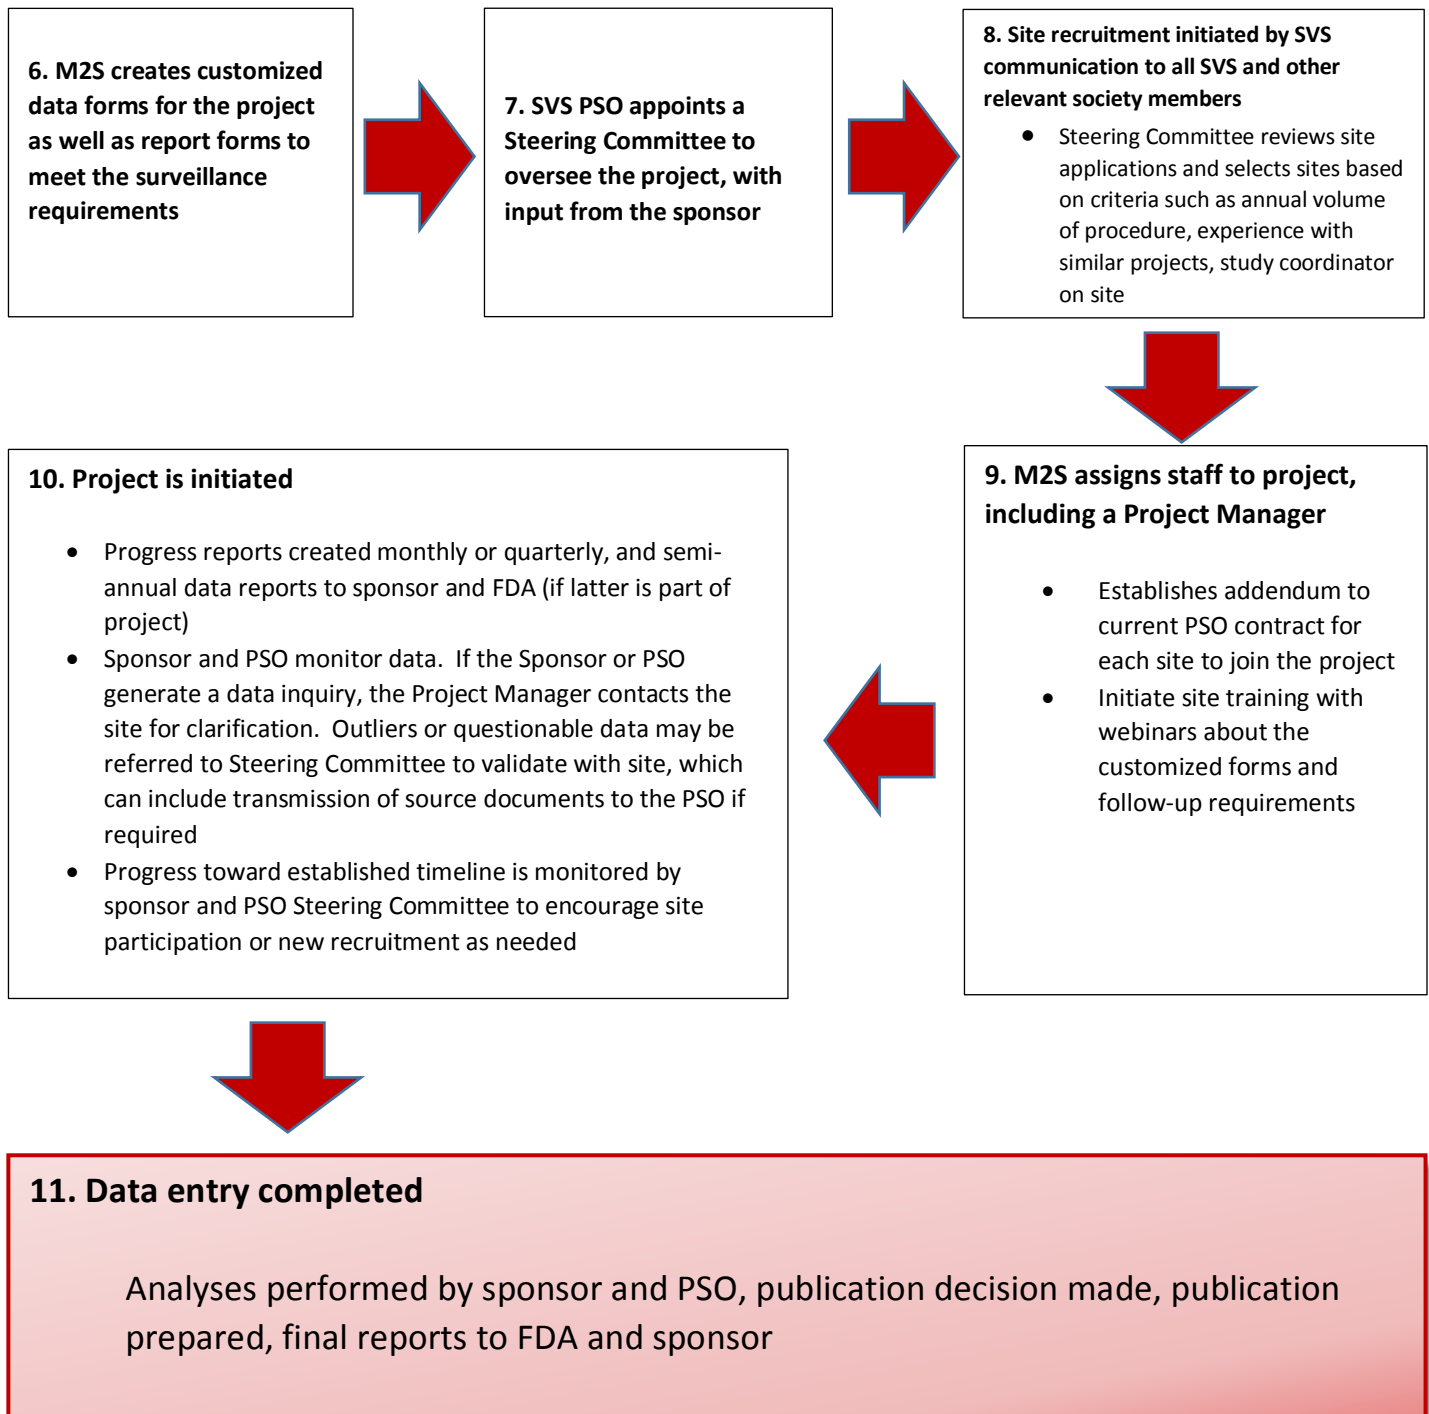 6. M2S creates customized
data forms for the project
as well as report forms to
meet the surveillance
requirements
7. SVS PSO appoints a
Steering Committee to
oversee the project, with
input from the sponsor
8. Site recruitment initiated by SVS
communication to all SVS and other
relevant society members
• Steering Committee reviews site
applications and selects sites based
on criteria such as annual volume
of procedure, experience with
similar projects, study coordinator
on site
9. M2S assigns staff to project,
including a Project Manager
• Establishes addendum to
current PSO contract for
each site to join the project
• Initiate site training with
webinars about the
customized forms and
follow-up requirements
10. Project is initiated
• Progress reports created monthly or quarterly, and semi-
annual data reports to sponsor and FDA (if latter is part of
project)
• Sponsor and PSO monitor data.  If the Sponsor or PSO
generate a data inquiry, the Project Manager contacts the
site for clarification.  Outliers or questionable data may be
referred to Steering Committee to validate with site, which
can include transmission of source documents to the PSO if
required
• Progress toward established timeline is monitored by
sponsor and PSO Steering Committee to encourage site
participation or new recruitment as needed
11. Data entry completed
Analyses performed by sponsor and PSO, publication decision made, publication
prepared, final reports to FDA and sponsor